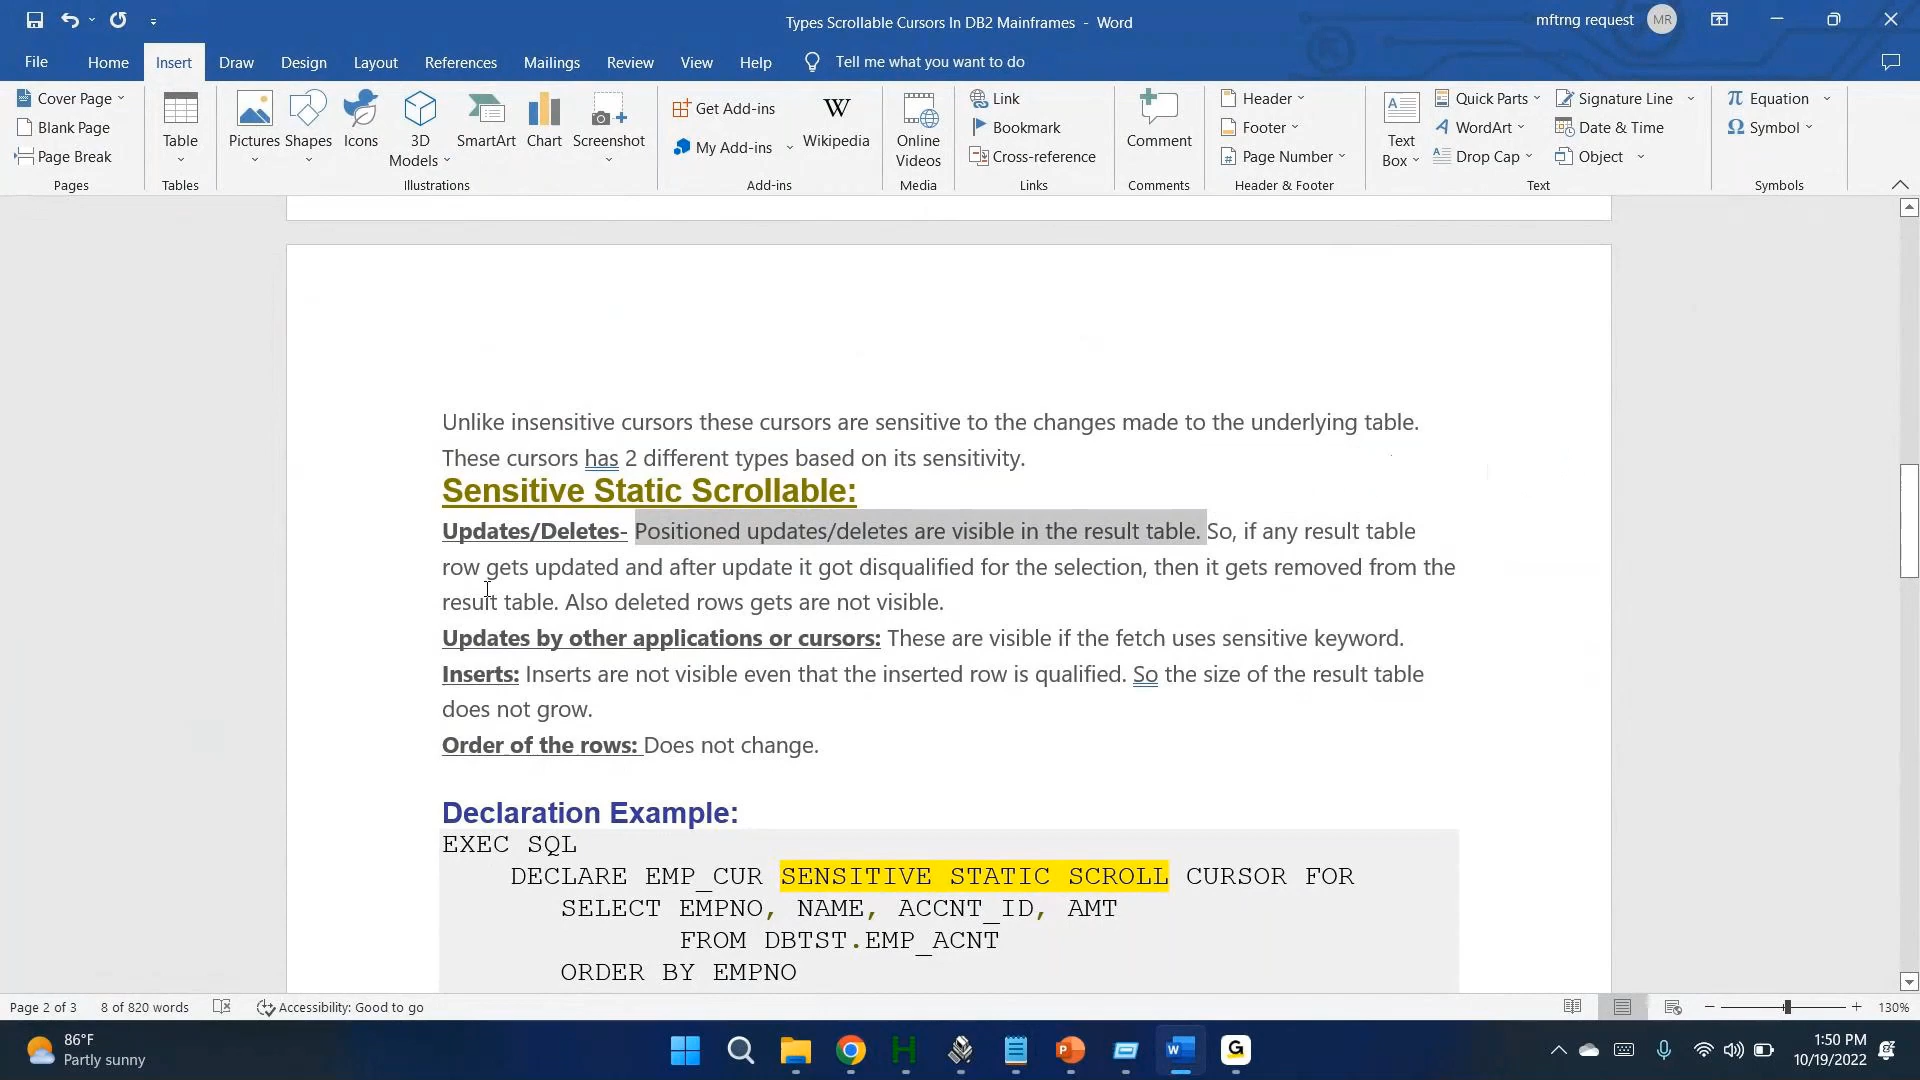 Types Scrollable Cursors In DB2 Mainframes - Word
mftrng request
MR
File
Home
Insert
Draw
Design
Layout
References
Mailings
Review
View
Help
Tell me what you want to do
Cover Page
Blank Page
Page Break
Pages
Table
Tables
Pictures
Shapes
Icons
3D
Models
SmartArt
Chart
Screenshot
Illustrations
Get Add-ins
My Add-ins
W
Wikipedia
Add-ins
Online
Videos
Media
Link
Bookmark
Cross-reference
Links
Comment
Comments
Header
Footer
Page Number
Header & Footer
Text
Box
Quick Parts
WordArt
Drop Cap
Signature Line
Date & Time
Object
Text
π Equation
Ω Symbol
Symbols
Unlike insensitive cursors these cursors are sensitive to the changes made to the underlying table.
These cursors has 2 different types based on its sensitivity.
Sensitive Static Scrollable:
Updates/Deletes- Positioned updates/deletes are visible in the result table. So, if any result table
row gets updated and after update it got disqualified for the selection, then it gets removed from the
result table. Also deleted rows gets are not visible.
Updates by other applications or cursors: These are visible if the fetch uses sensitive keyword.
Inserts: Inserts are not visible even that the inserted row is qualified. So the size of the result table
does not grow.
Order of the rows: Does not change.
Declaration Example:
EXEC SQL
DECLARE EMP_CUR SENSITIVE STATIC SCROLL CURSOR FOR
SELECT EMPNO, NAME, ACCNT_ID, AMT
FROM DBTST.EMP_ACNT
ORDER BY EMPNO
Page 2 of 3
8 of 820 words
Accessibility: Good to go
130%
86°F
Partly sunny
1:50 PM
10/19/2022